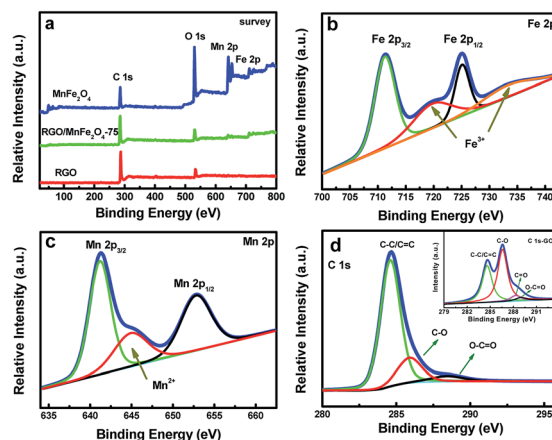 a
survey
O 1s
Mn 2p
Fe 2p
C 1s
MnFe2O4
RGO/MnFe2O4-75
RGO
Relative Intensity (a.u.)
0 100 200 300 400 500 600 700 800
Binding Energy (eV)
b
Fe 2p
Fe 2p3/2
Fe 2p1/2
Fe3+
Relative Intensity (a.u.)
700 705 710 715 720 725 730 735 740
Binding Energy (eV)
c
Mn 2p
Mn 2p3/2
Mn 2p1/2
Mn2+
Relative Intensity (a.u.)
635 640 645 650 655 660
Binding Energy (eV)
d
C 1s
C-C/C=C
C-O
O-C=O
Relative Intensity (a.u.)
280 285 290 295
Binding Energy (eV)
C 1s-GO
C-O
C-C/C=C
C=O
O-C=O
Intensity (a.u.)
279 282 285 288 291
Binding Energy (eV)